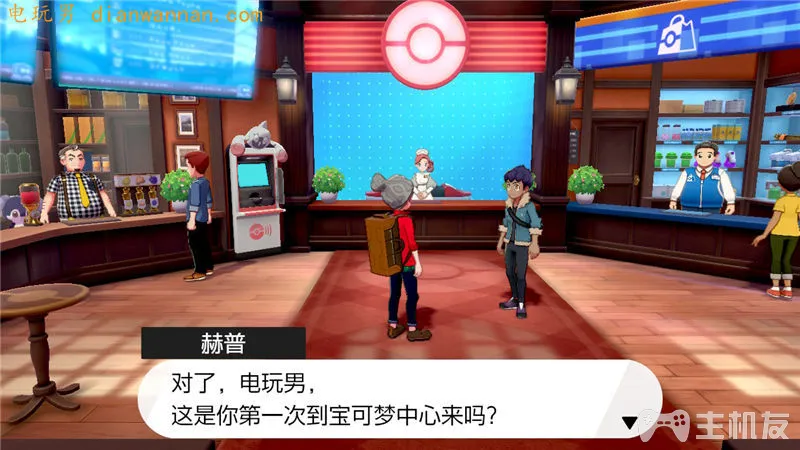 电玩男 dianwannan.com
赫普
对了，电玩男，
这是你第一次到宝可梦中心来吗？
主机友